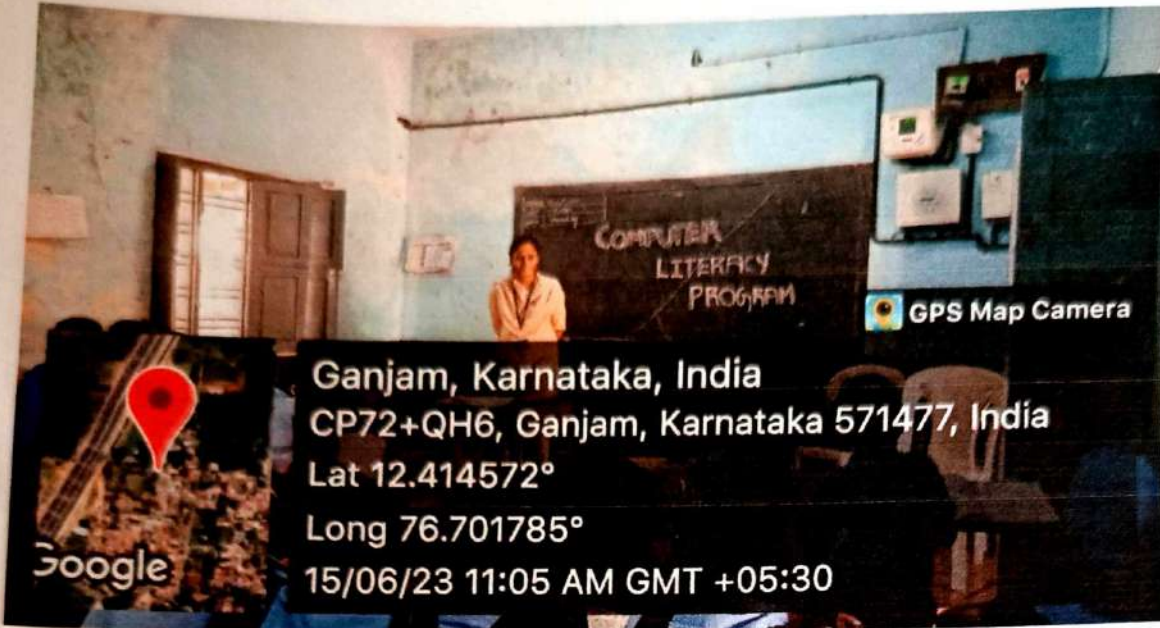 COMPUTER
LITERACY
PROGRAM
GPS Map Camera
Ganjam, Karnataka, India
CP72+QH6, Ganjam, Karnataka 571477, India
Lat 12.414572°
Long 76.701785°
15/06/23 11:05 AM GMT +05:30
Google